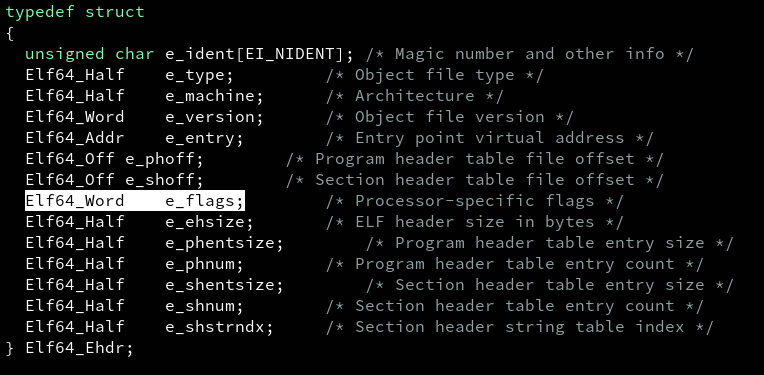 typedef struct
{
  unsigned char e_ident[EI_NIDENT]; /* Magic number and other info */
  Elf64_Half    e_type;         /* Object file type */
  Elf64_Half    e_machine;      /* Architecture */
  Elf64_Word    e_version;      /* Object file version */
  Elf64_Addr    e_entry;        /* Entry point virtual address */
  Elf64_Off e_phoff;        /* Program header table file offset */
  Elf64_Off e_shoff;        /* Section header table file offset */
  Elf64_Word    e_flags;        /* Processor-specific flags */
  Elf64_Half    e_ehsize;       /* ELF header size in bytes */
  Elf64_Half    e_phentsize;        /* Program header table entry size */
  Elf64_Half    e_phnum;        /* Program header table entry count */
  Elf64_Half    e_shentsize;        /* Section header table entry size */
  Elf64_Half    e_shnum;        /* Section header table entry count */
  Elf64_Half    e_shstrndx;     /* Section header string table index */
} Elf64_Ehdr;